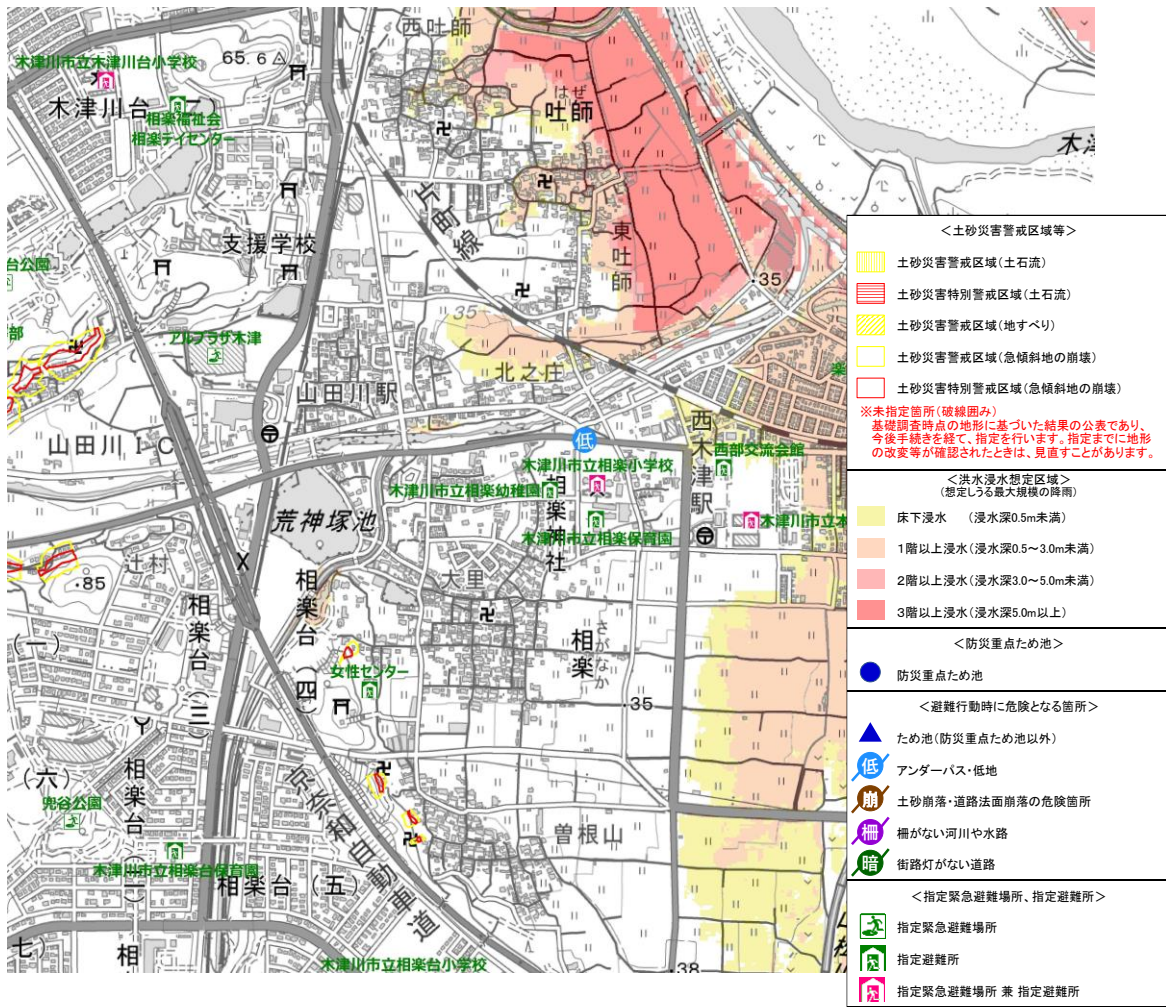 西吐師
木津川市立木津川台小学校
65.6
木津川台(二)
相楽福祉会
相楽デイセンター
はぜ
吐師
木津
片町線
東吐師
支援学校
台公園
・35
35
部
アルプラザ木津
北之庄
山田川駅
楽
山田川IC
低
西木津駅
西部交流会館
木津川市立相楽小学校
木津川市立相楽幼稚園
木津川市立本
荒神塚池
相楽神社
木津川市立相楽保育園
辻村
・85
大里
相楽台(四)
相楽台(三)
(一)
相楽
さがなか
女性センター
・35
(六)
兜谷公園
相楽台(二)
京奈和自動車道
曽根山
木津川市立相楽台保育園
相楽台(五)
七)
相
木津川市立相楽台小学校
・38
<土砂災害警戒区域等>
土砂災害警戒区域(土石流)
土砂災害特別警戒区域(土石流)
土砂災害警戒区域(地すべり)
土砂災害警戒区域(急傾斜地の崩壊)
土砂災害特別警戒区域(急傾斜地の崩壊)
※未指定箇所(破線囲み)
基礎調査時点の地形に基づいた結果の公表であり、
今後手続きを経て、指定を行います。指定までに地形
の改変等が確認されたときは、見直すことがあります。
<洪水浸水想定区域>
(想定しうる最大規模の降雨)
床下浸水 (浸水深0.5m未満)
1階以上浸水(浸水深0.5~3.0m未満)
2階以上浸水(浸水深3.0~5.0m未満)
3階以上浸水(浸水深5.0m以上)
<防災重点ため池>
防災重点ため池
<避難行動時に危険となる箇所>
ため池(防災重点ため池以外)
低 アンダーパス・低地
崩 土砂崩落・道路法面崩落の危険箇所
柵 柵がない河川や水路
暗 街路灯がない道路
<指定緊急避難場所、指定避難所>
指定緊急避難場所
指定避難所
指定緊急避難場所 兼 指定避難所